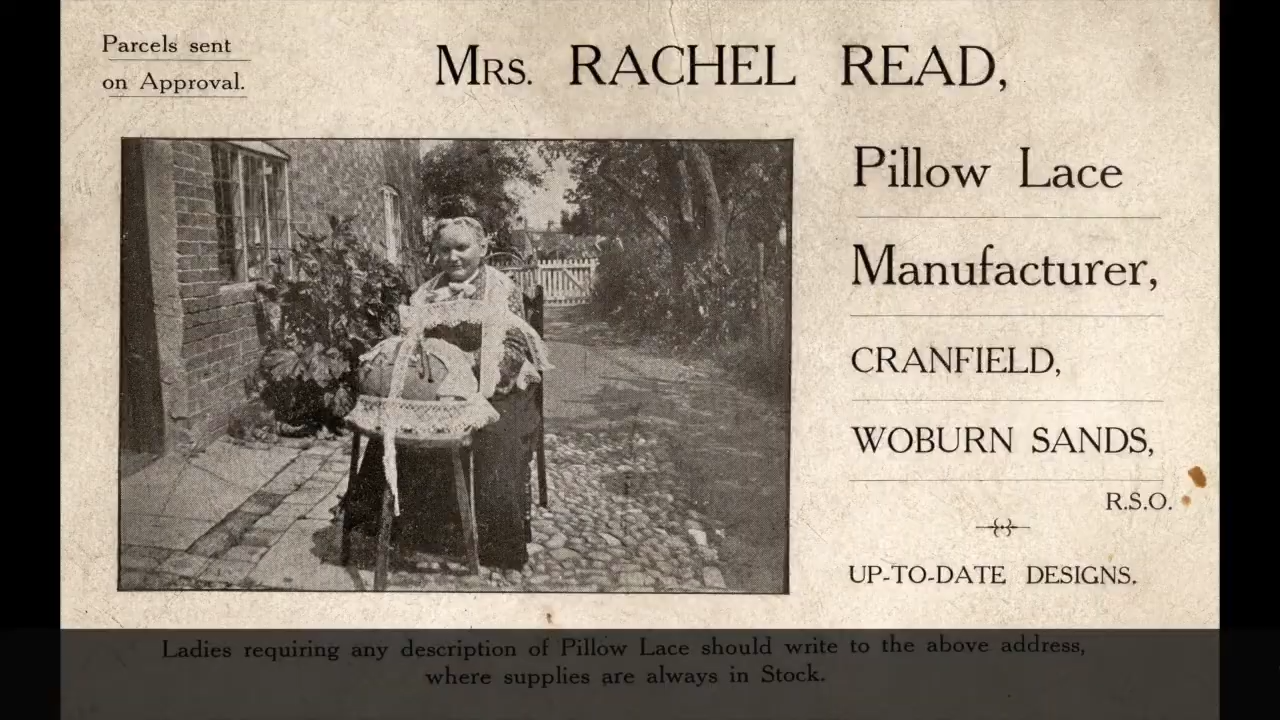 Parcels sent
on Approval.
Mrs. RACHEL READ,
Pillow Lace
Manufacturer,
CRANFIELD,
WOBURN SANDS,
R.S.O.
UP-TO-DATE DESIGNS.
Ladies requiring any description of Pillow Lace should write to the above address,
where supplies are always in Stock.